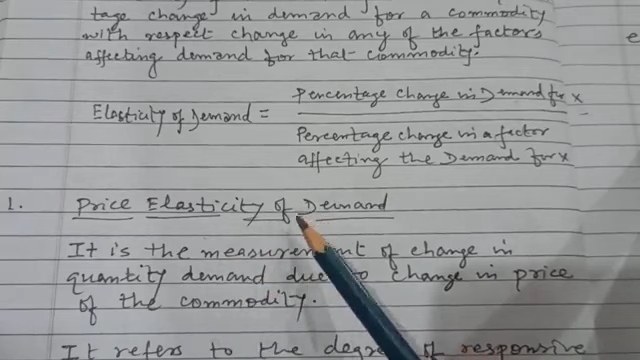 tage change in demand for a commodity
with respect change in any of the factors
affecting demand for that commodity.
Elasticity of Demand = Percentage change in Demand for x
Percentage change in a factor
affecting the Demand for x
1. Price Elasticity of Demand
It is the measurement of change in
quantity demand due to change in price
of the commodity.
It refers to the degree of responsive